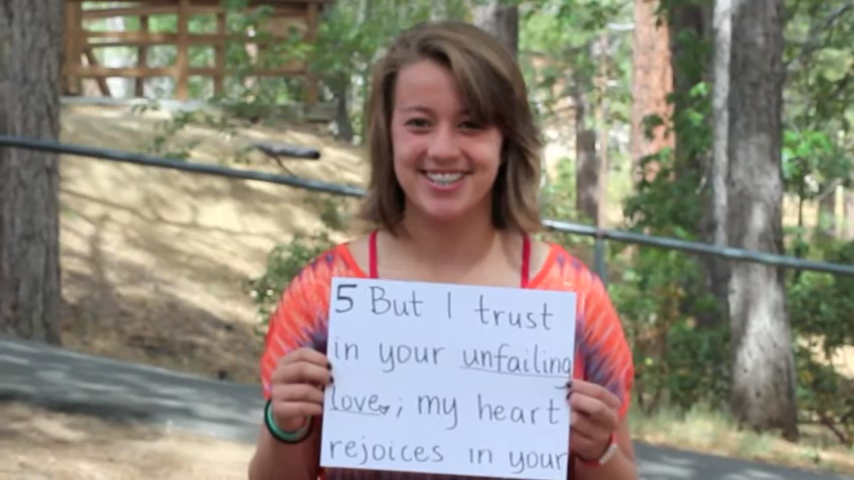 5 But I trust
in your unfailing
love; my heart
rejoices in your